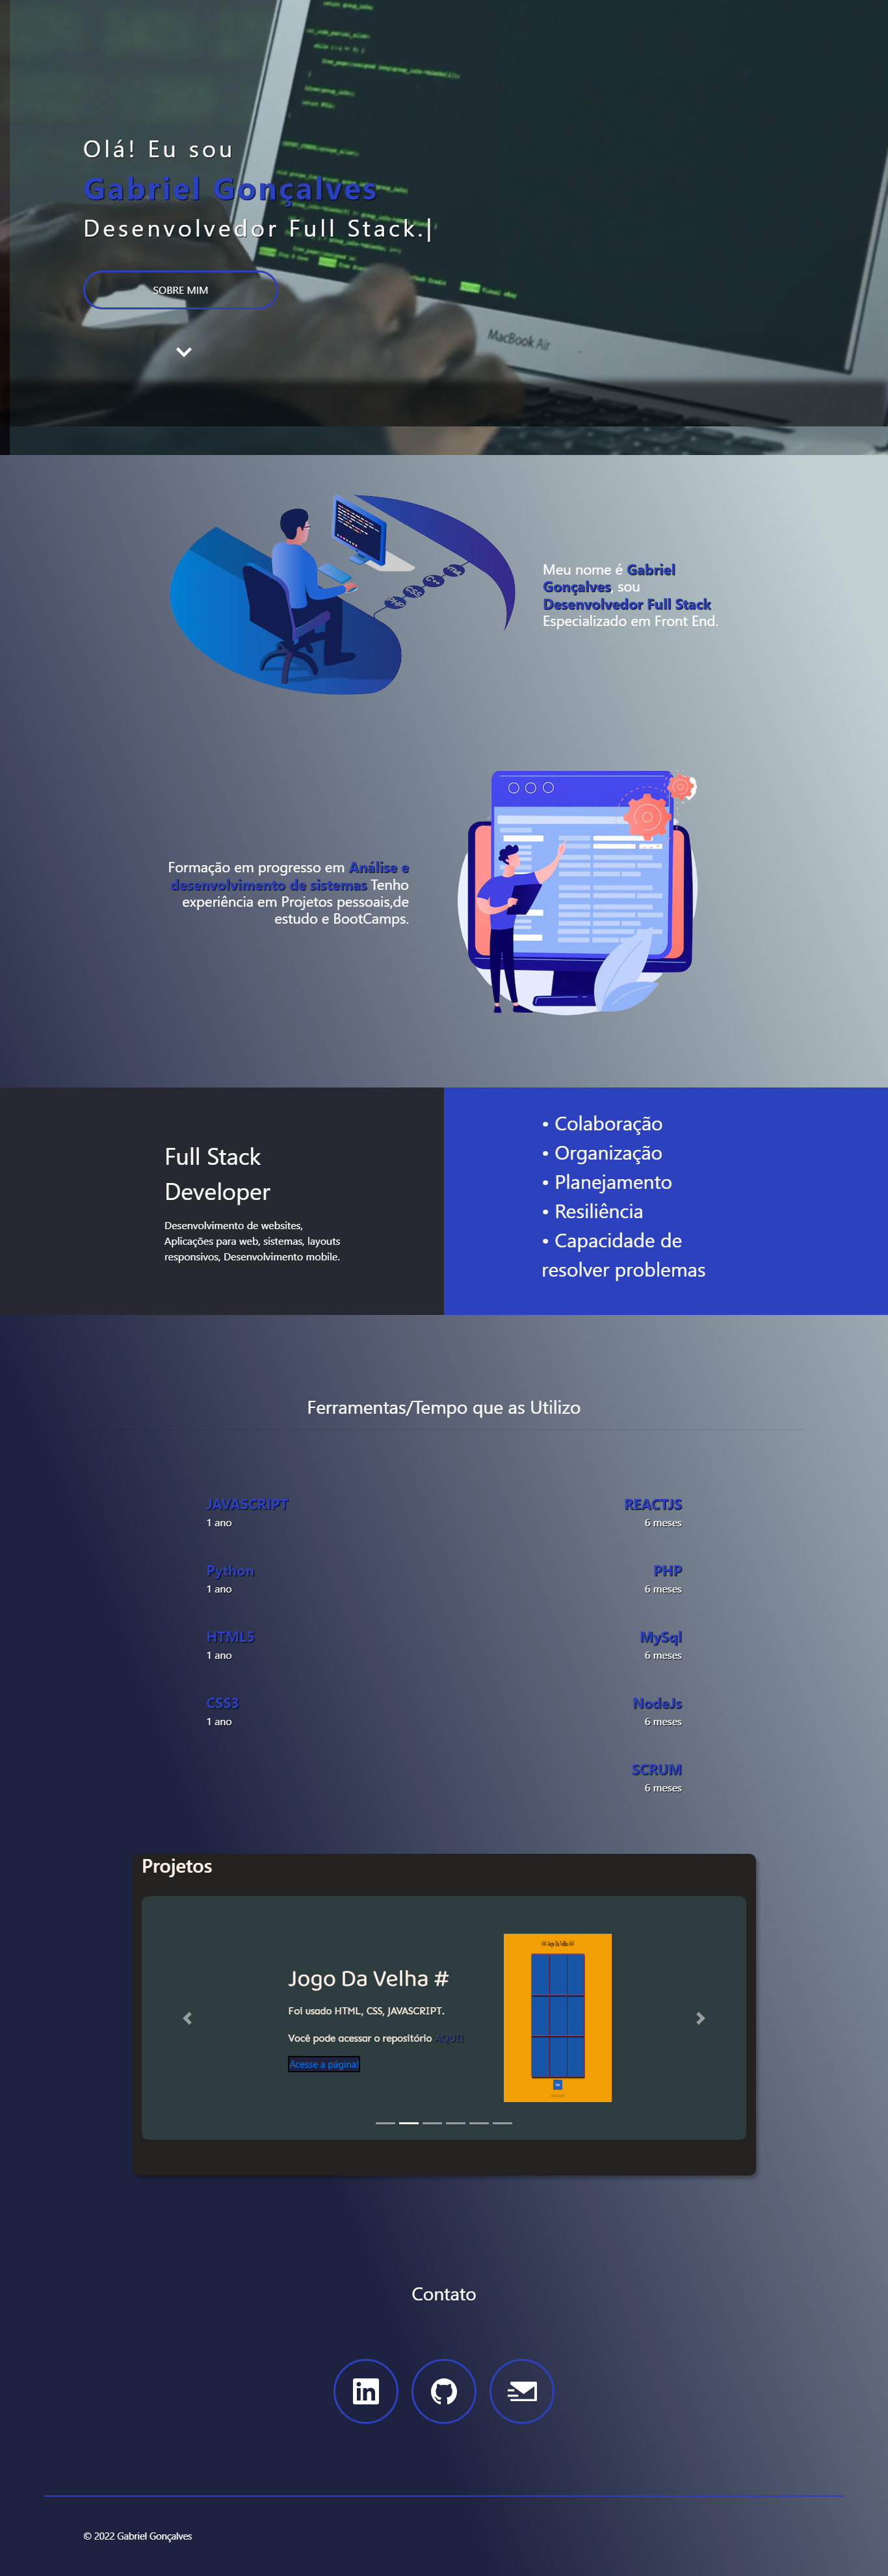 Olá! Eu sou
Gabriel Gonçalves
Desenvolvedor Full Stack.|
SOBRE MIM
MacBook Air
Meu nome é Gabriel
Gonçalves, sou
Desenvolvedor Full Stack
Especializado em Front End.
Formação em progresso em Análise e
desenvolvimento de sistemas Tenho
experiência em Projetos pessoais,de
estudo e BootCamps.
Full Stack
Developer
Desenvolvimento de websites,
Aplicações para web, sistemas, layouts
responsivos, Desenvolvimento mobile.
• Colaboração
• Organização
• Planejamento
• Resiliência
• Capacidade de
resolver problemas
Ferramentas/Tempo que as Utilizo
JAVASCRIPT
1 ano
Python
1 ano
HTML5
1 ano
CSS3
1 ano
REACTJS
6 meses
PHP
6 meses
MySql
6 meses
NodeJs
6 meses
SCRUM
6 meses
Projetos
Jogo Da Velha #
Foi usado HTML, CSS, JAVASCRIPT.
Você pode acessar o repositório AQUI!
Acesse a página!
Jogo Da Velha
Contato
in
© 2022 Gabriel Gonçalves